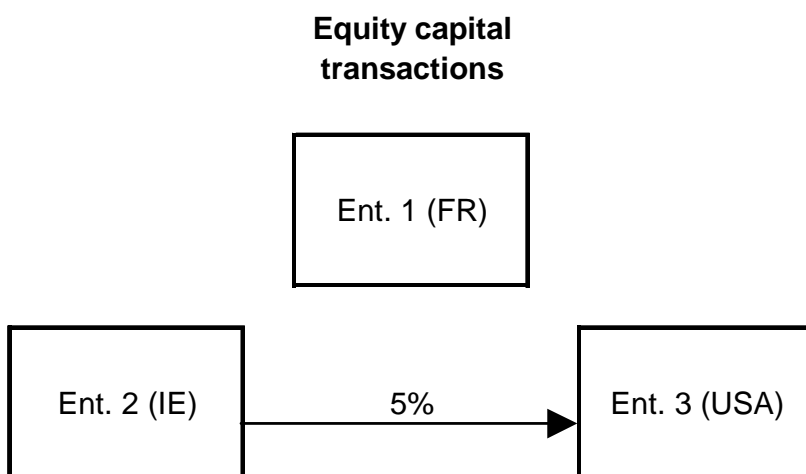 Equity capital
transactions
Ent. 1 (FR)
Ent. 2 (IE)
5%
Ent. 3 (USA)